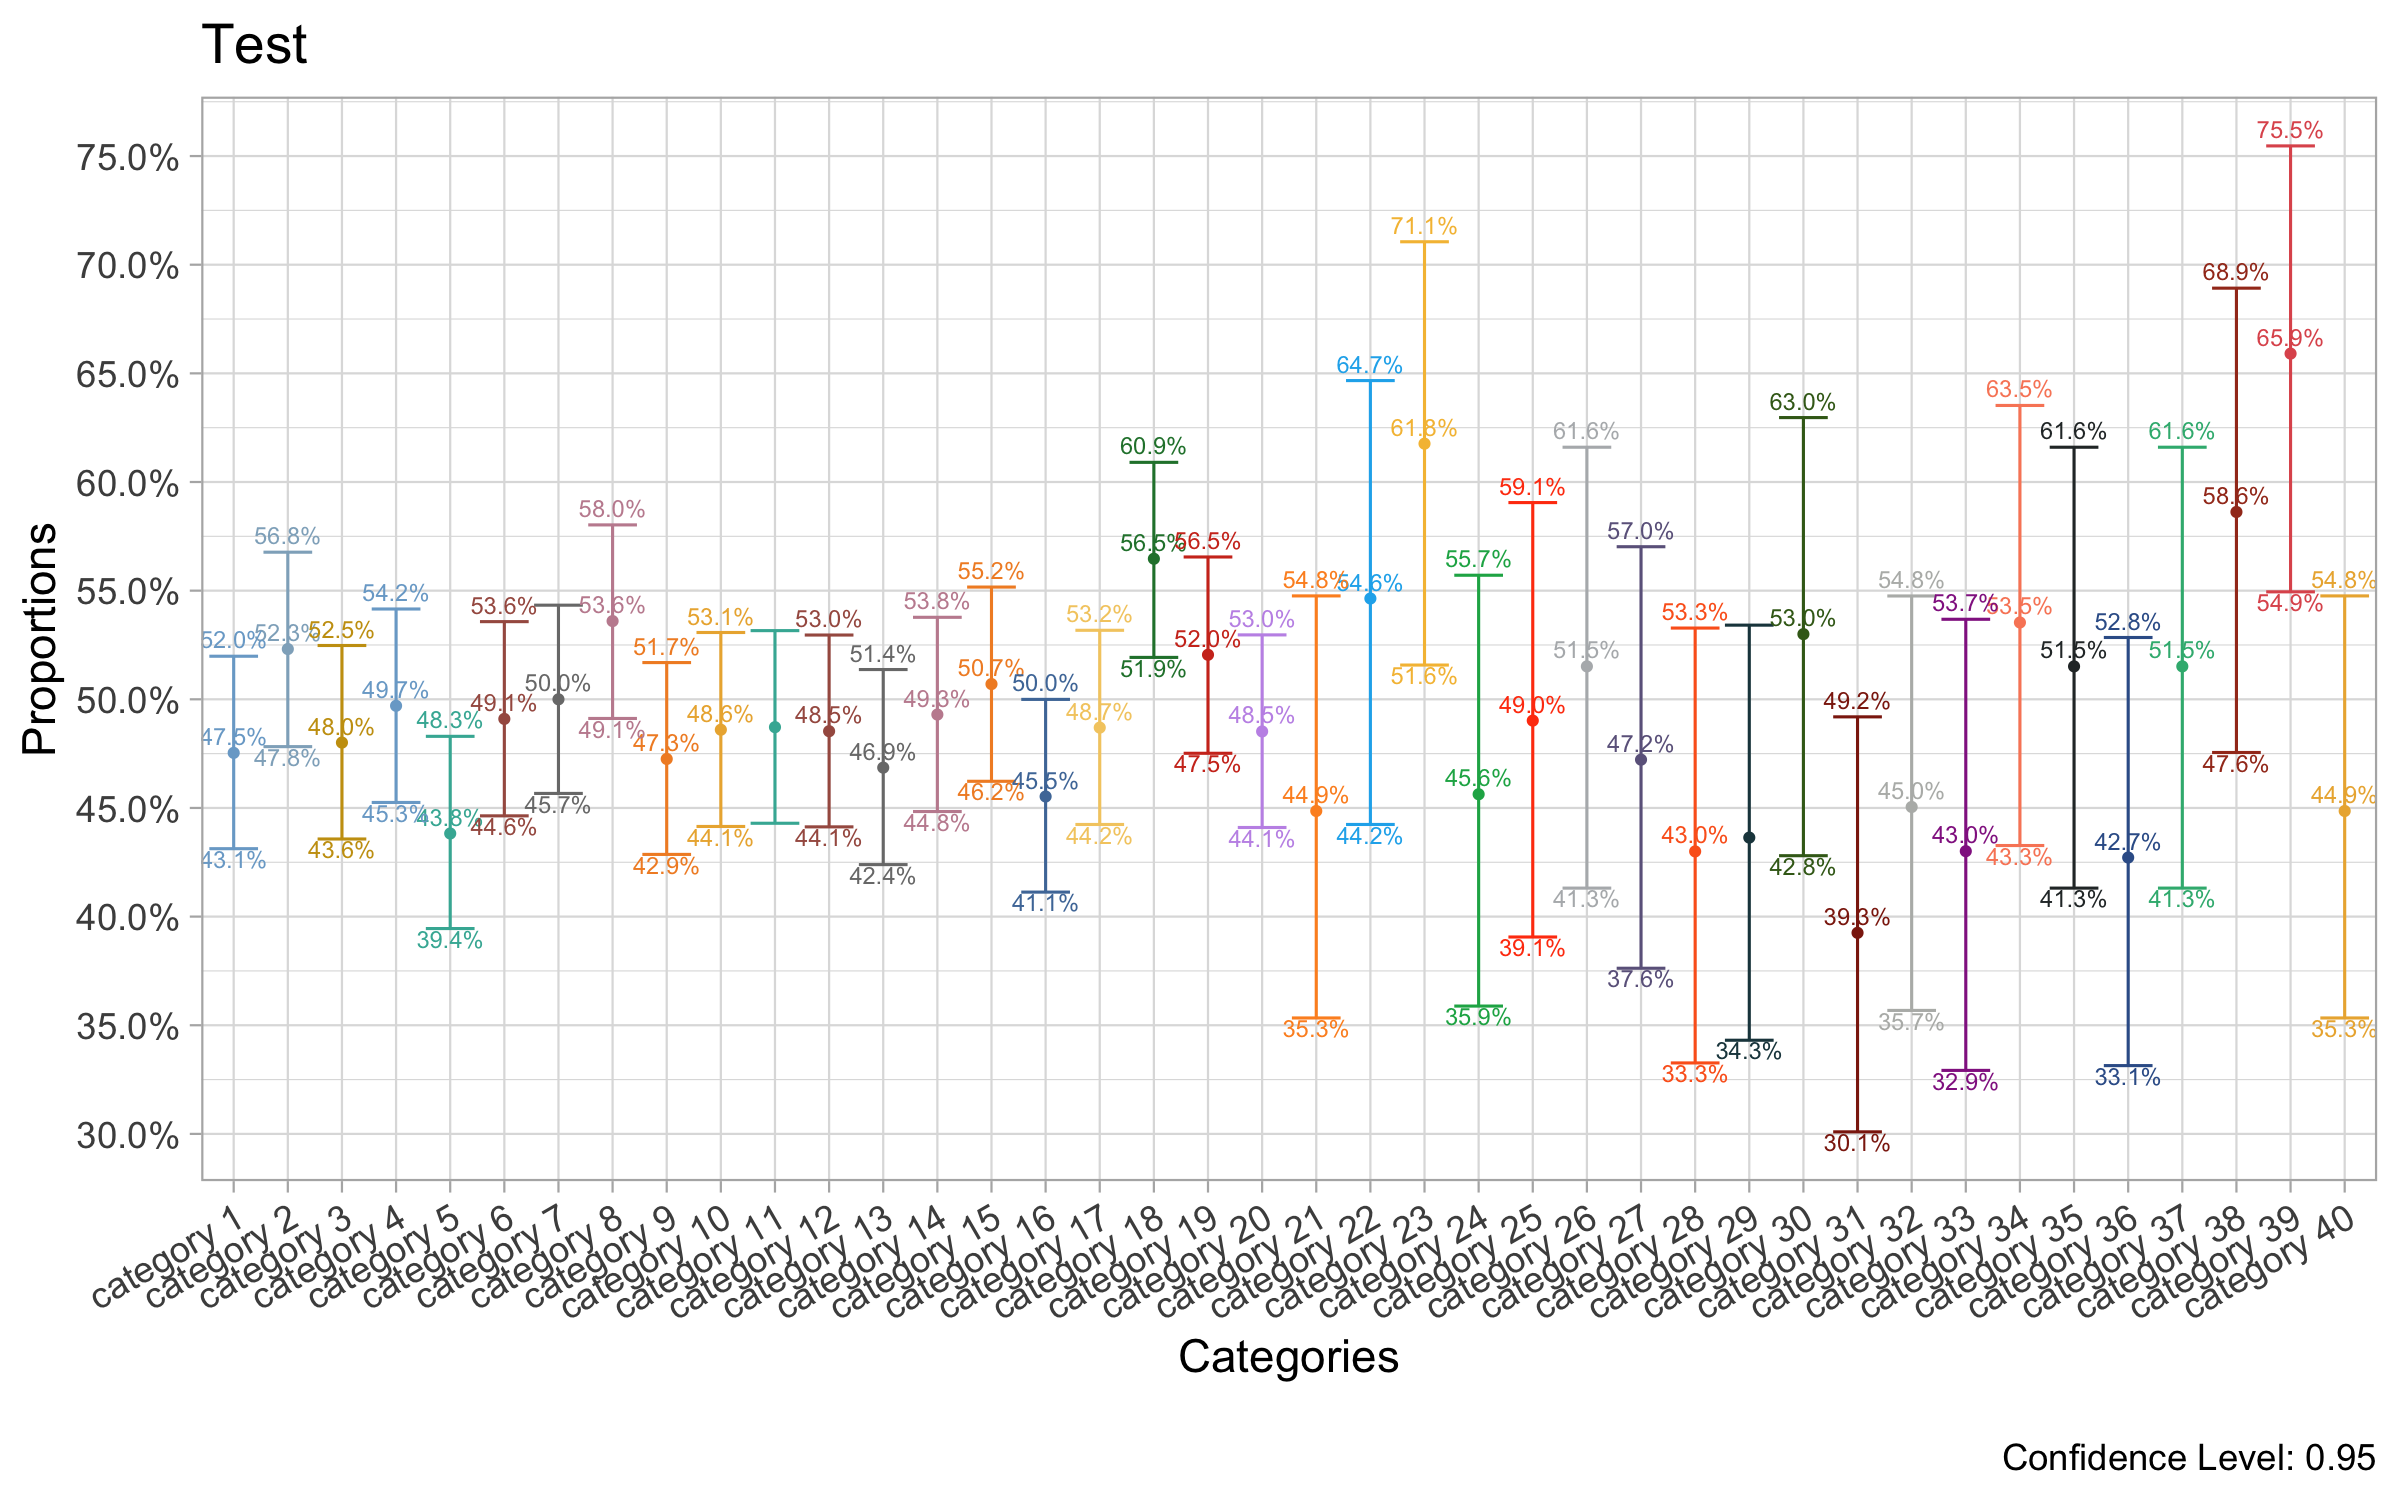 Test
Proportions
75.0%
70.0%
65.0%
60.0%
55.0%
50.0%
45.0%
40.0%
35.0%
30.0%
52.0%
47.5%
43.1%
56.8%
52.3%
47.8%
52.5%
48.0%
43.6%
54.2%
49.7%
45.3%
48.3%
43.8%
39.4%
53.6%
49.1%
44.6%
50.0%
45.7%
58.0%
53.6%
49.1%
51.7%
47.3%
42.9%
53.1%
48.6%
44.1%
53.0%
48.5%
44.1%
51.4%
46.9%
42.4%
53.8%
49.3%
44.8%
55.2%
50.7%
46.2%
50.0%
45.5%
41.1%
53.2%
48.7%
44.2%
60.9%
56.5%
51.9%
56.5%
52.0%
47.5%
53.0%
48.5%
44.1%
54.8%
44.9%
35.3%
64.7%
54.6%
44.2%
71.1%
61.8%
51.6%
55.7%
45.6%
35.9%
59.1%
49.0%
39.1%
61.6%
51.5%
41.3%
57.0%
47.2%
37.6%
53.3%
43.0%
33.3%
34.3%
63.0%
53.0%
42.8%
49.2%
39.3%
30.1%
54.8%
45.0%
35.7%
53.7%
43.0%
32.9%
63.5%
53.5%
43.3%
61.6%
51.5%
41.3%
52.8%
42.7%
33.1%
61.6%
51.5%
41.3%
68.9%
58.6%
47.6%
75.5%
65.9%
54.9%
54.8%
44.9%
35.3%
category 1
category 2
category 3
category 4
category 5
category 6
category 7
category 8
category 9
category 10
category 11
category 12
category 13
category 14
category 15
category 16
category 17
category 18
category 19
category 20
category 21
category 22
category 23
category 24
category 25
category 26
category 27
category 28
category 29
category 30
category 31
category 32
category 33
category 34
category 35
category 36
category 37
category 38
category 39
category 40
Categories
Confidence Level: 0.95